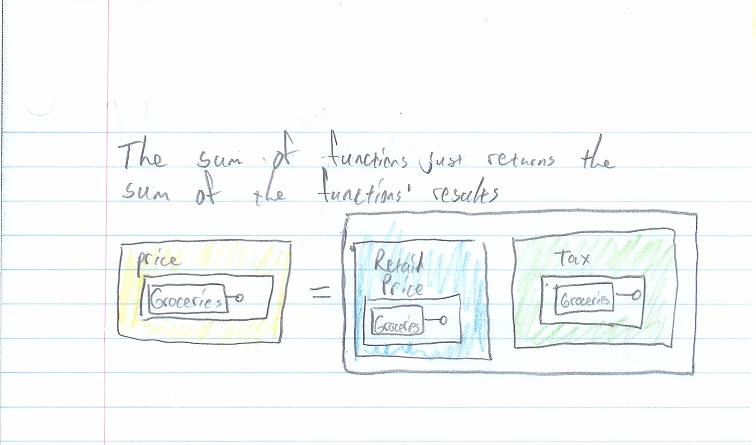 The sum of functions just returns the
sum of the functions' results
price
Groceries
=
Retail
Price
Groceries
Tax
Groceries